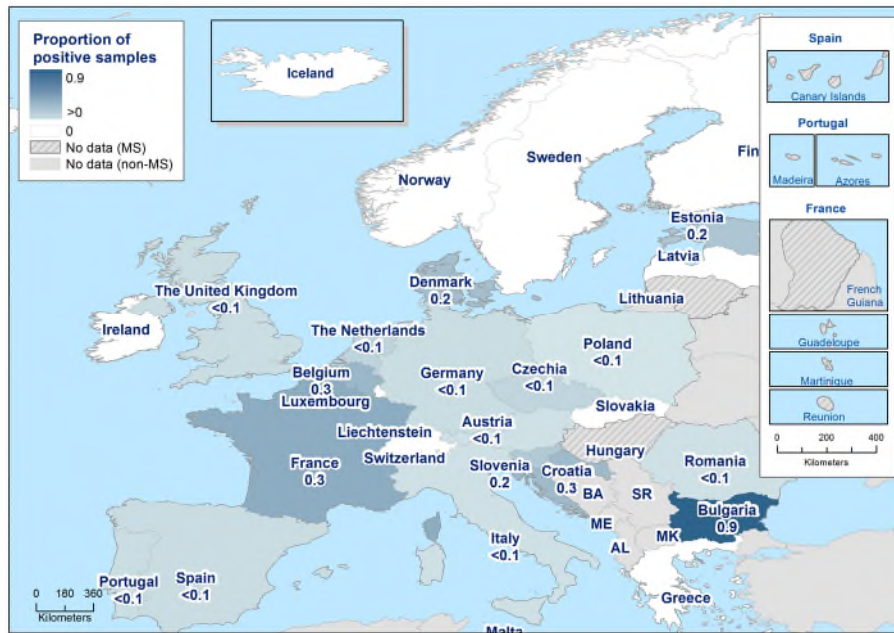 Proportion of
positive samples
0.9
>0
0
No data (MS)
No data (non-MS)
Iceland
Norway
Sweden
Fin
Estonia
0.2
Latvia
Lithuania
Denmark
0.2
The United Kingdom
<0.1
Ireland
The Netherlands
<0.1
Belgium
0.3
Luxembourg
Germany
<0.1
Poland
<0.1
Czechia
<0.1
Slovakia
Austria
<0.1
Liechtenstein
Switzerland
Hungary
France
0.3
Slovenia
0.2
Croatia
0.3
Romania
<0.1
BA
SR
Bulgaria
0.9
ME
MK
AL
Italy
<0.1
Portugal
<0.1
Spain
<0.1
Greece
Malta
0 180 360
Kilometers
Spain
Canary Islands
Portugal
Madeira
Azores
France
French
Guiana
Guadeloupe
Martinique
Reunion
0 200 400
Kilometers